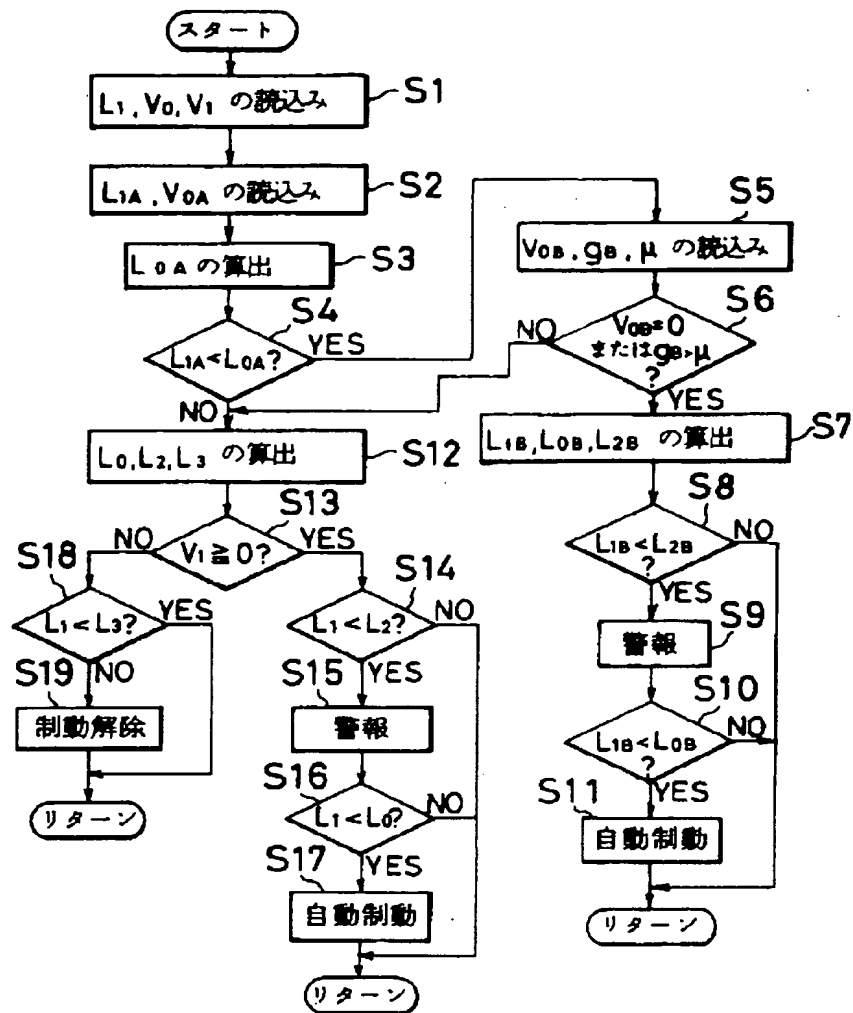 スタート
L1, V0, V1 の読込み
S1
L1A, V0A の読込み
S2
L0A の算出
S3
S4
L1A<L0A?
YES
NO
S5
V0B, gB, μ の読込み
S6
V0B=0
またはgB>μ
?
NO
YES
S7
L1B, L0B, L2B の算出
S8
L1B<L2B
?
NO
YES
S9
警報
S10
L1B<L0B
?
NO
YES
S11
自動制動
リターン
L0, L2, L3 の算出
S12
S13
V1≧0?
NO
YES
S18
L1<L3?
YES
NO
S19
制動解除
リターン
S14
L1<L2?
NO
YES
S15
警報
S16
L1<L0?
NO
YES
S17
自動制動
リターン